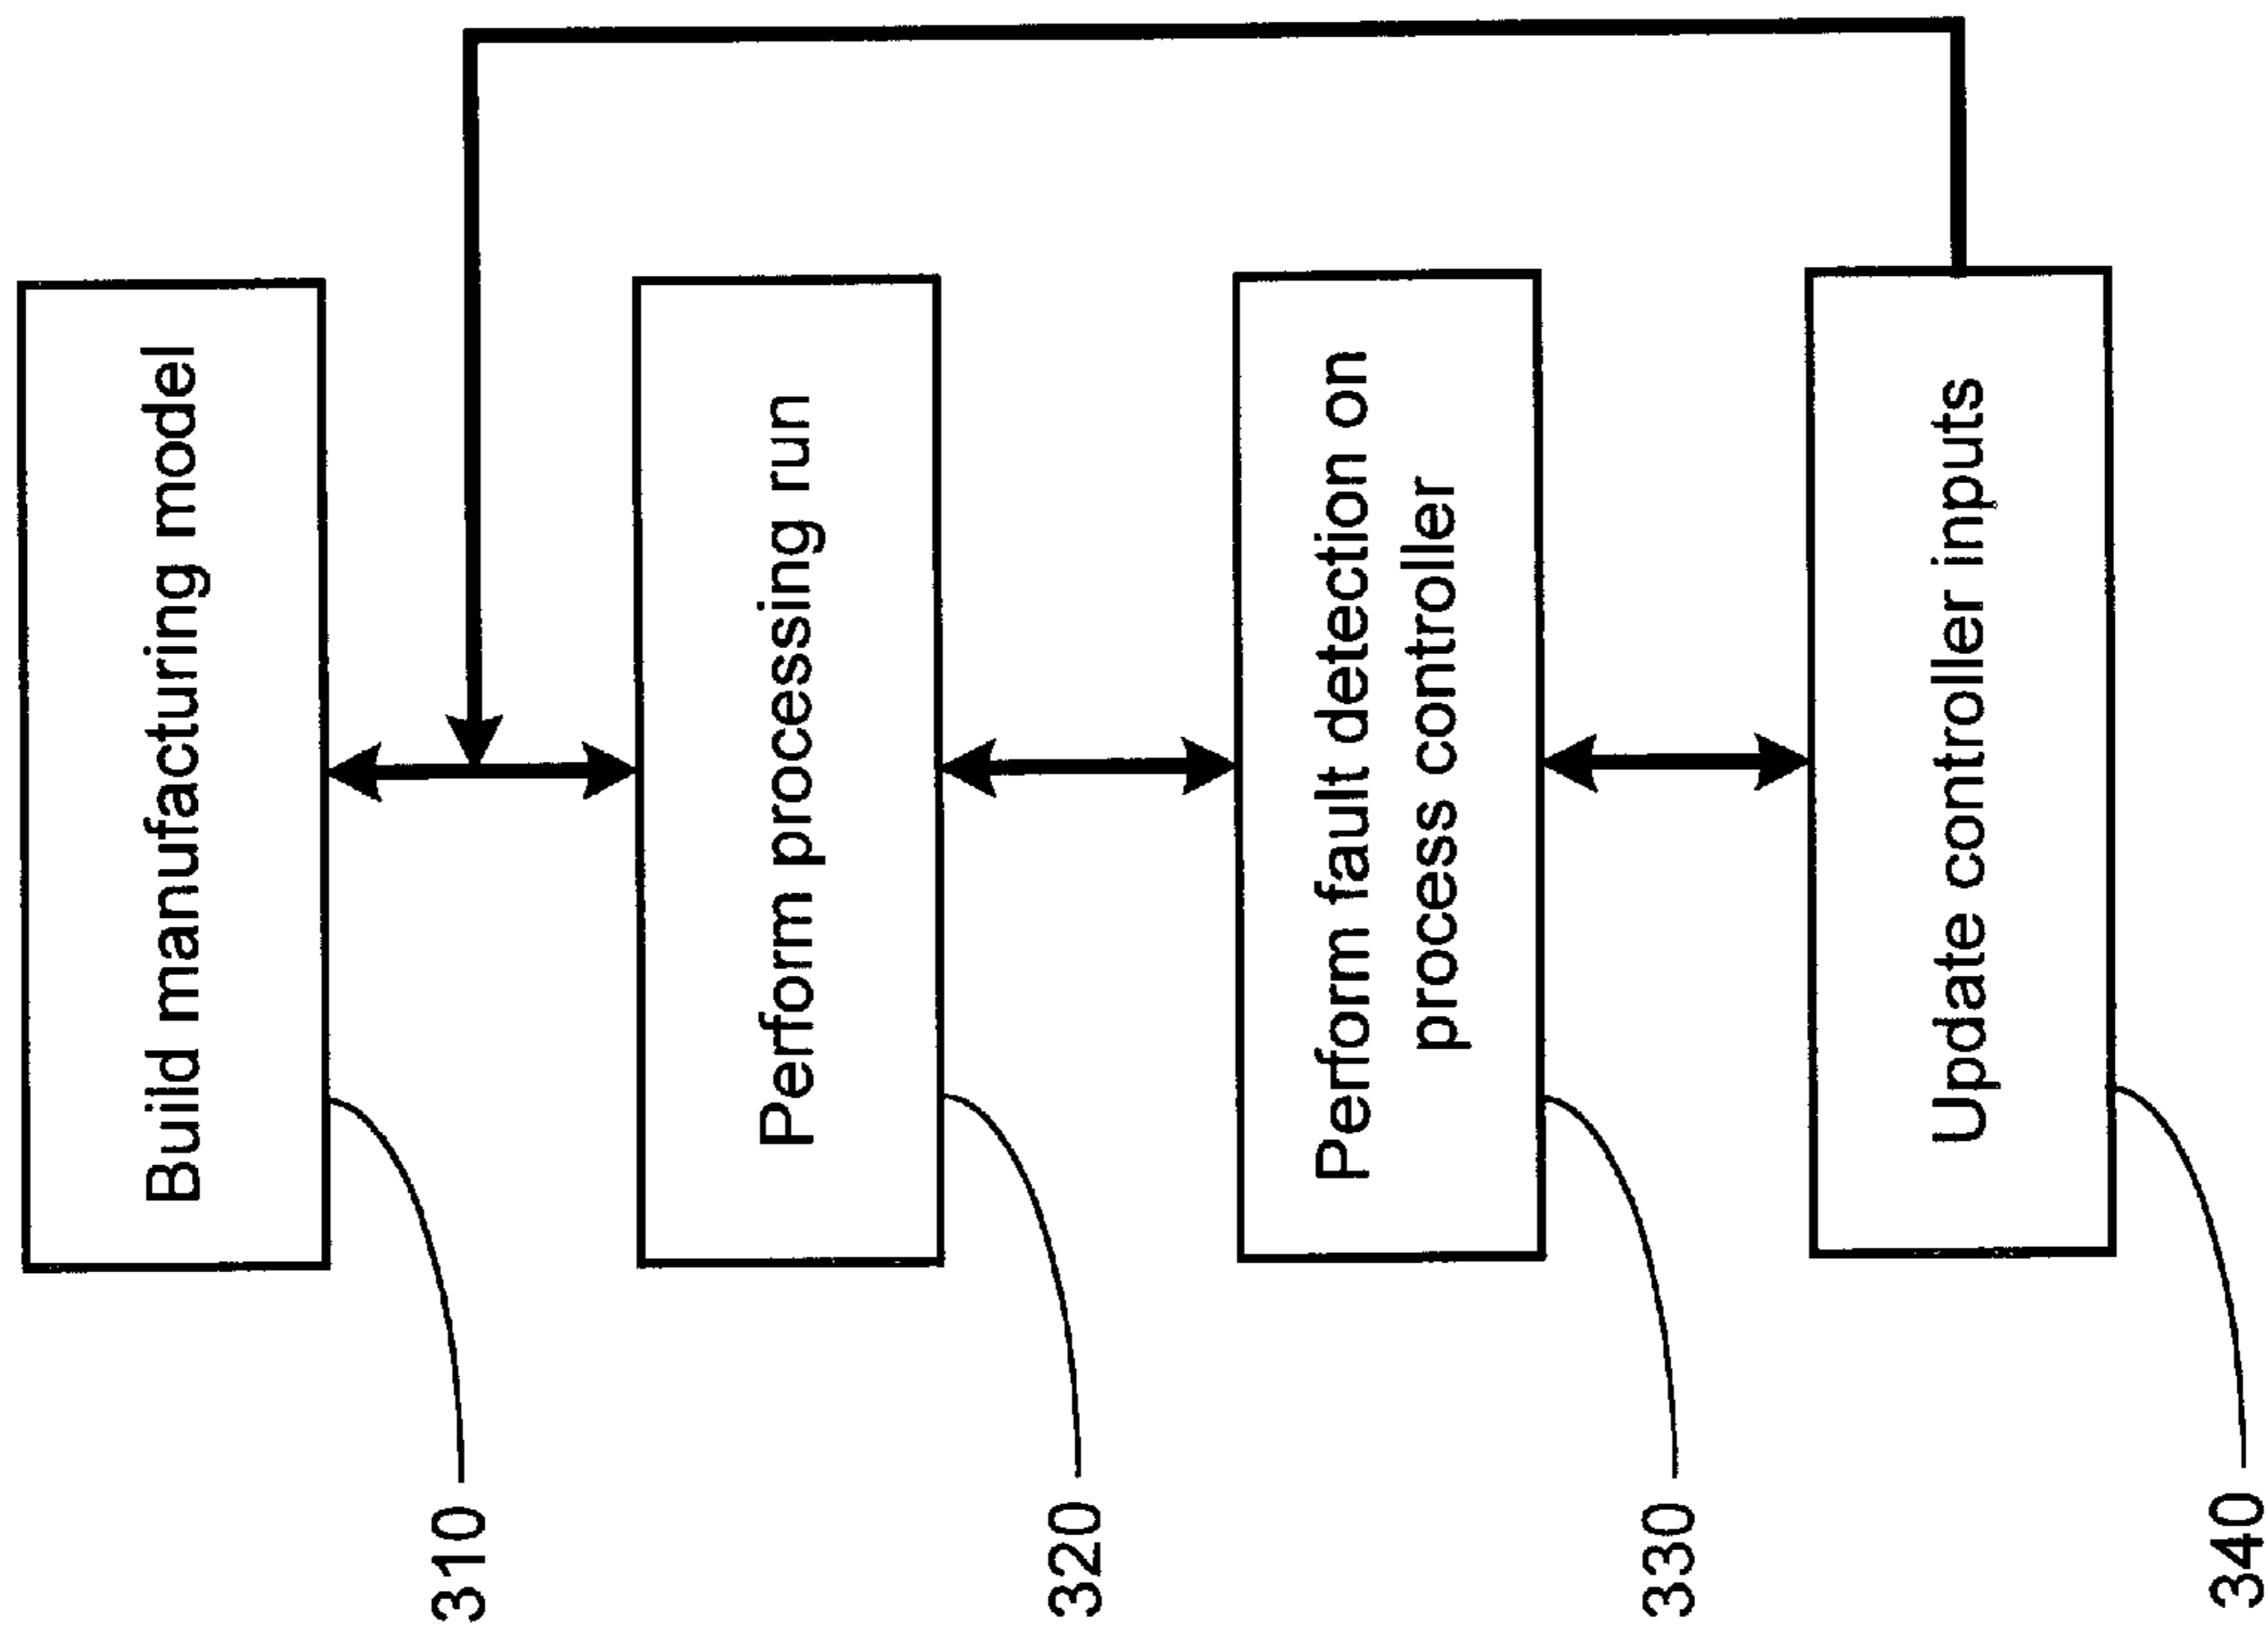 Build manufacturing model
310
Perform processing run
320
Perform fault detection on
process controller
330
Update controller inputs
340